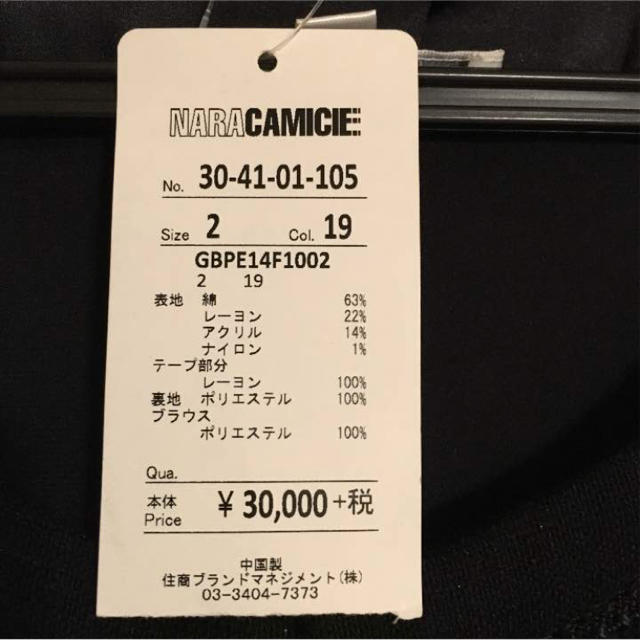 NARACAMICIE
No. 30-41-01-105
Size 2 Col. 19
GBPE14F1002
2 19
表地 綿 63%
レーヨン 22%
アクリル 14%
ナイロン 1%
テープ部分
レーヨン 100%
裏地 ポリエステル 100%
ブラウス
ポリエステル 100%
Qua.
本体 Price ¥30,000+税
中国製
住商ブランドマネジメント(株)
03-3404-7373